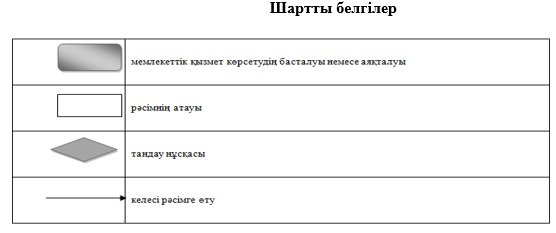 Шартты белгілер
мемлекеттік қызмет көрсетудің басталуы немесе аяқталуы
рәсімнің атауы
таңдау нұсқасы
келесі рәсімге өту